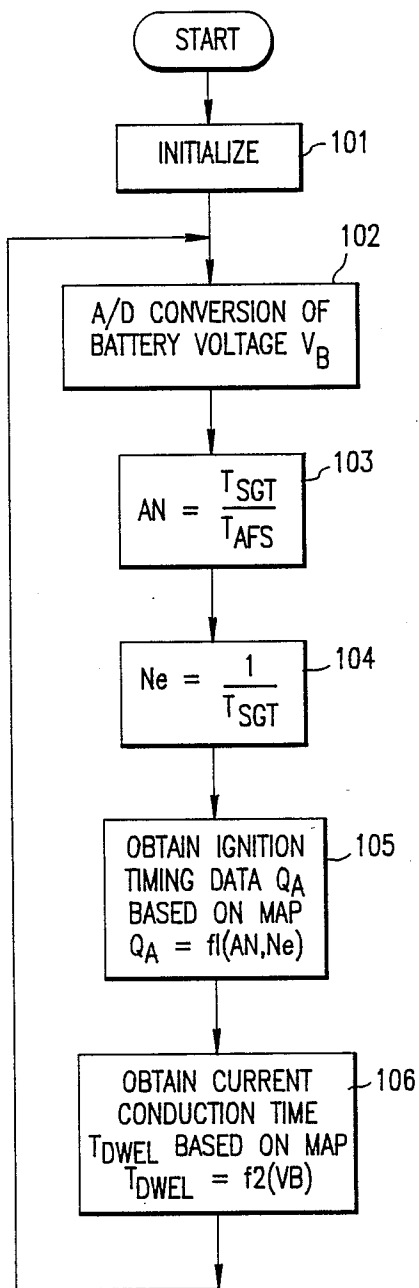 START
INITIALIZE
101
102
A/D CONVERSION OF
BATTERY VOLTAGE V_B
103
AN = T_SGT / T_AFS
104
Ne = 1 / T_SGT
105
OBTAIN IGNITION
TIMING DATA Q_A
BASED ON MAP
Q_A = f1(AN,Ne)
106
OBTAIN CURRENT
CONDUCTION TIME
T_DWEL BASED ON MAP
T_DWEL = f2(VB)